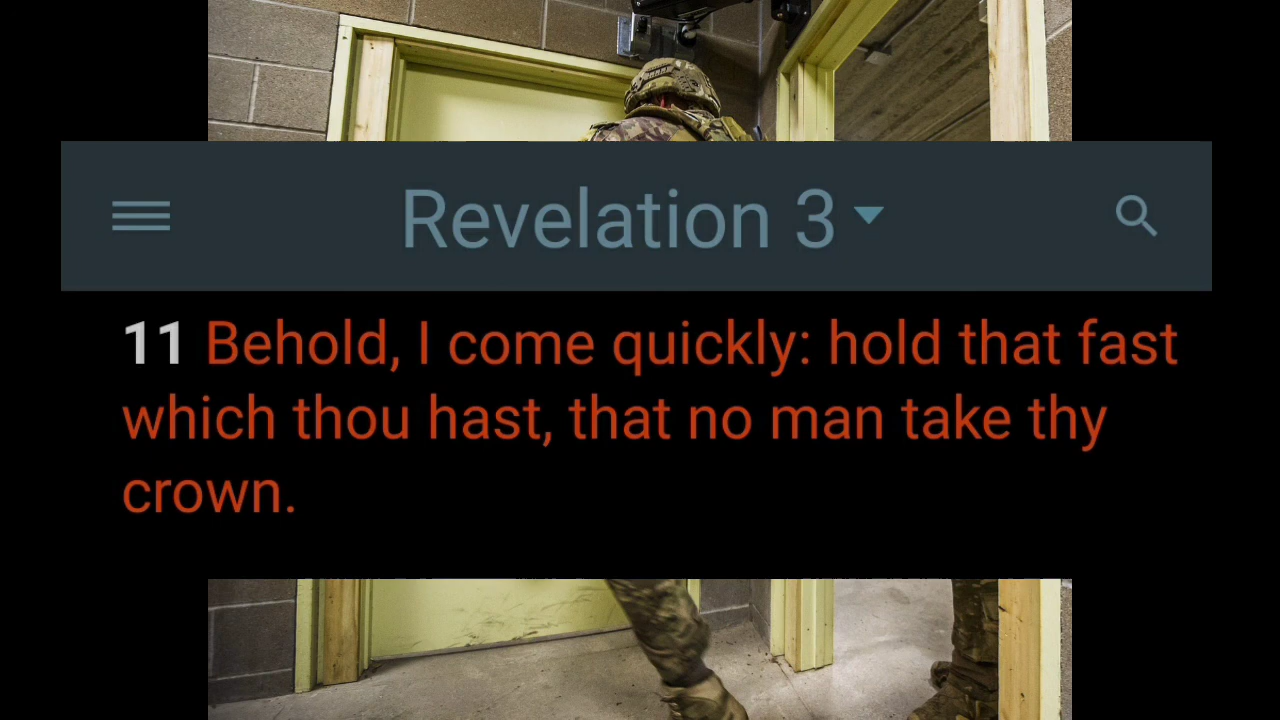 Revelation 3
11 Behold, I come quickly: hold that fast
which thou hast, that no man take thy
crown.